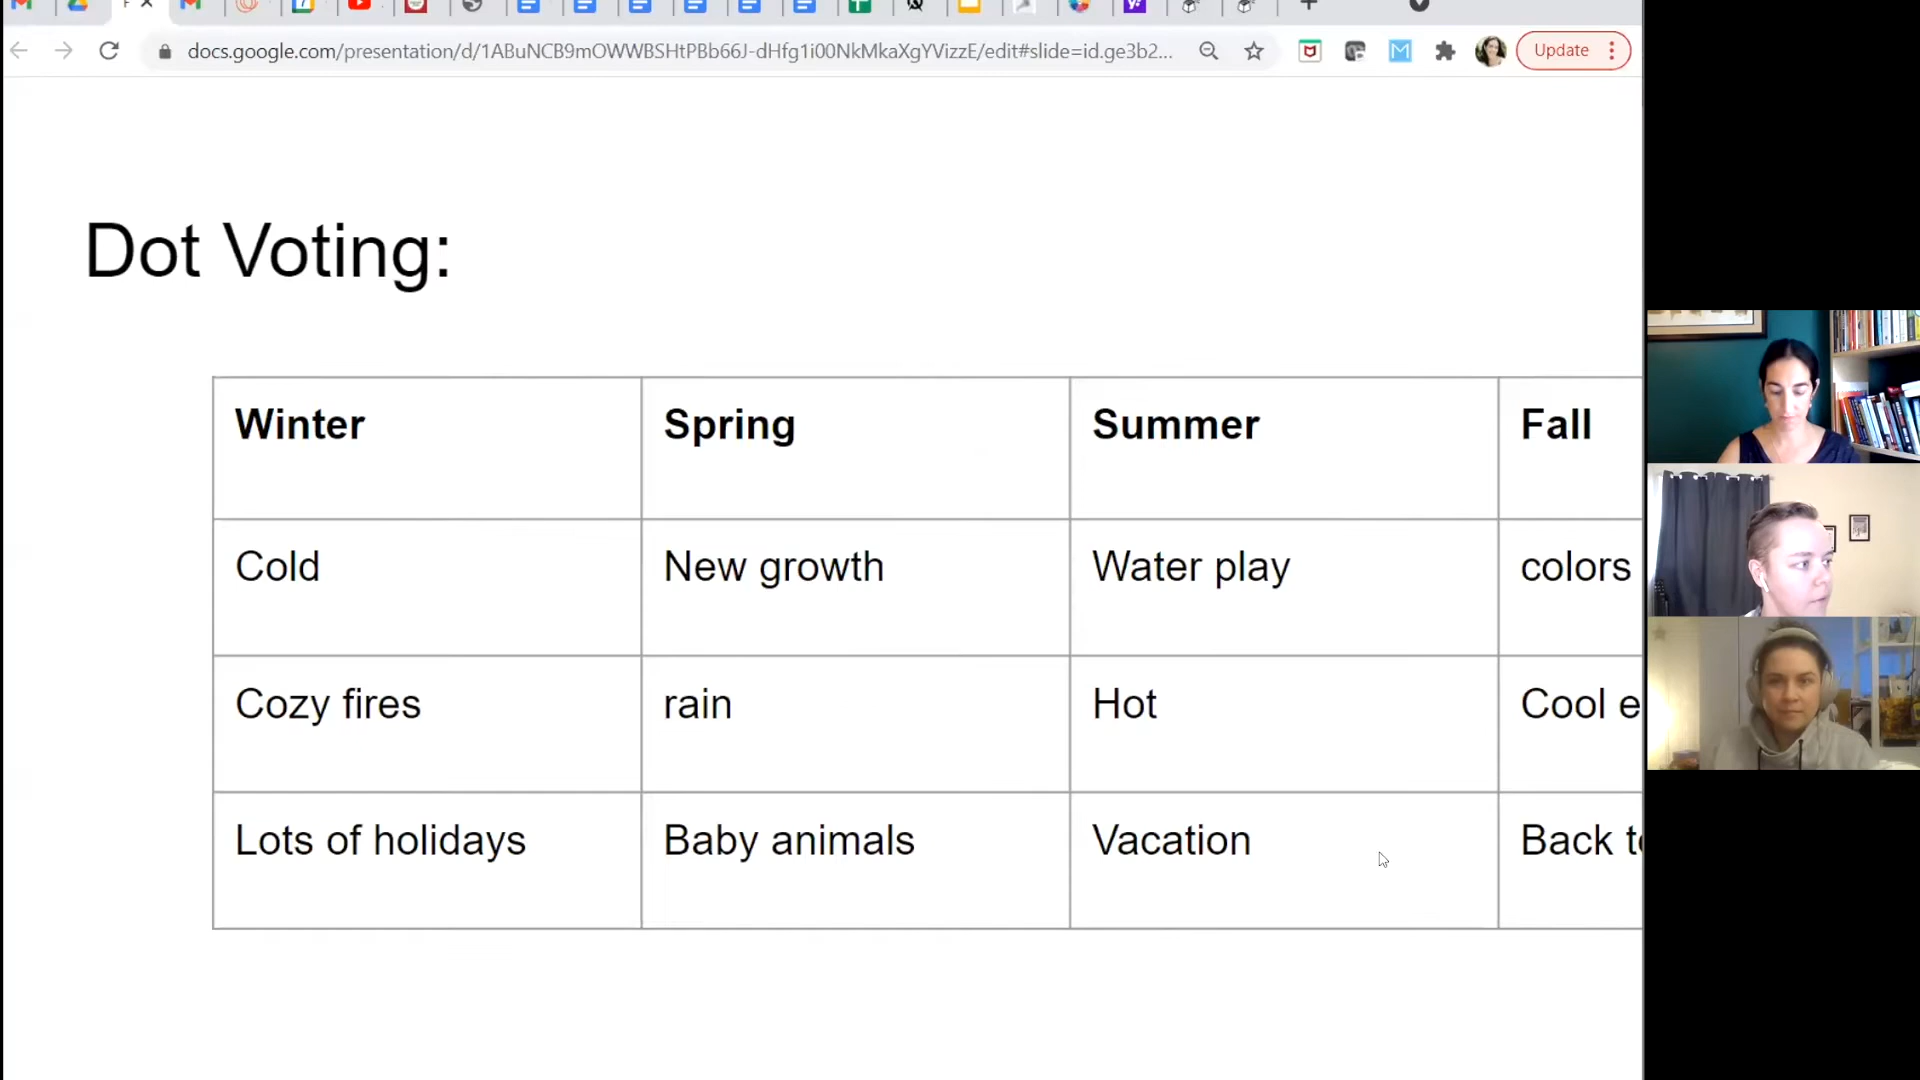 docs.google.com/presentation/d/1ABuNCB9mOWWBSHtPBb66J-dHfg1i00NkMkaXgYVizzE/edit#slide=id.ge3b2...
Update
Dot Voting:
Winter Spring Summer Fall
Cold New growth Water play colors
Cozy fires rain Hot Cool e
Lots of holidays Baby animals Vacation Back t